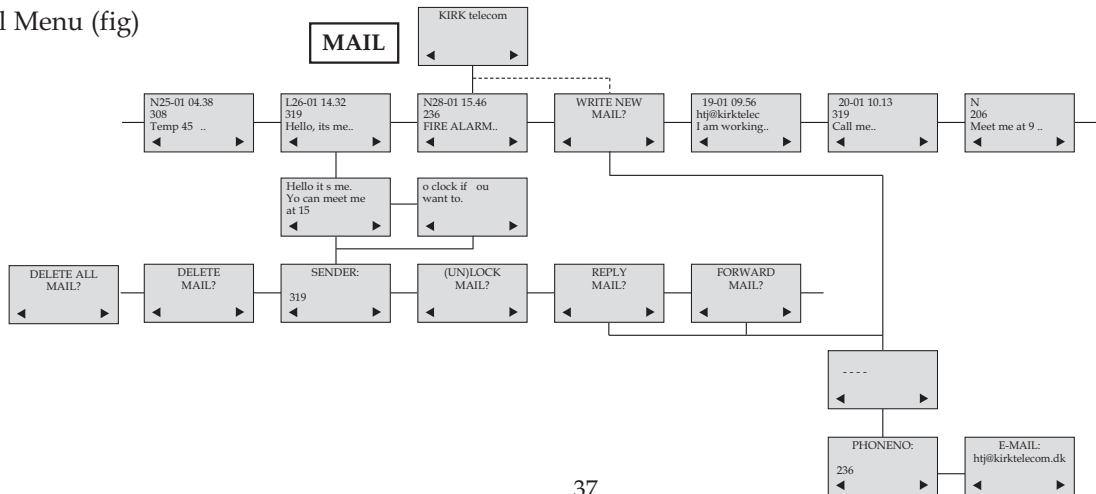 l Menu (fig)
MAIL
KIRK telecom
N25-01 04.38
308
Temp 45 ..
L26-01 14.32
319
Hello, its me..
N28-01 15.46
236
FIRE ALARM..
WRITE NEW
MAIL?
19-01 09.56
htj@kirktelec
I am working..
20-01 10.13
319
Call me..
N
206
Meet me at 9 ..
Hello it s me.
Yo can meet me
at 15
o clock if ou
want to.
DELETE ALL
MAIL?
DELETE
MAIL?
SENDER:
319
(UN)LOCK
MAIL?
REPLY
MAIL?
FORWARD
MAIL?
- - - -
PHONENO:
236
E-MAIL:
htj@kirktelecom.dk
37